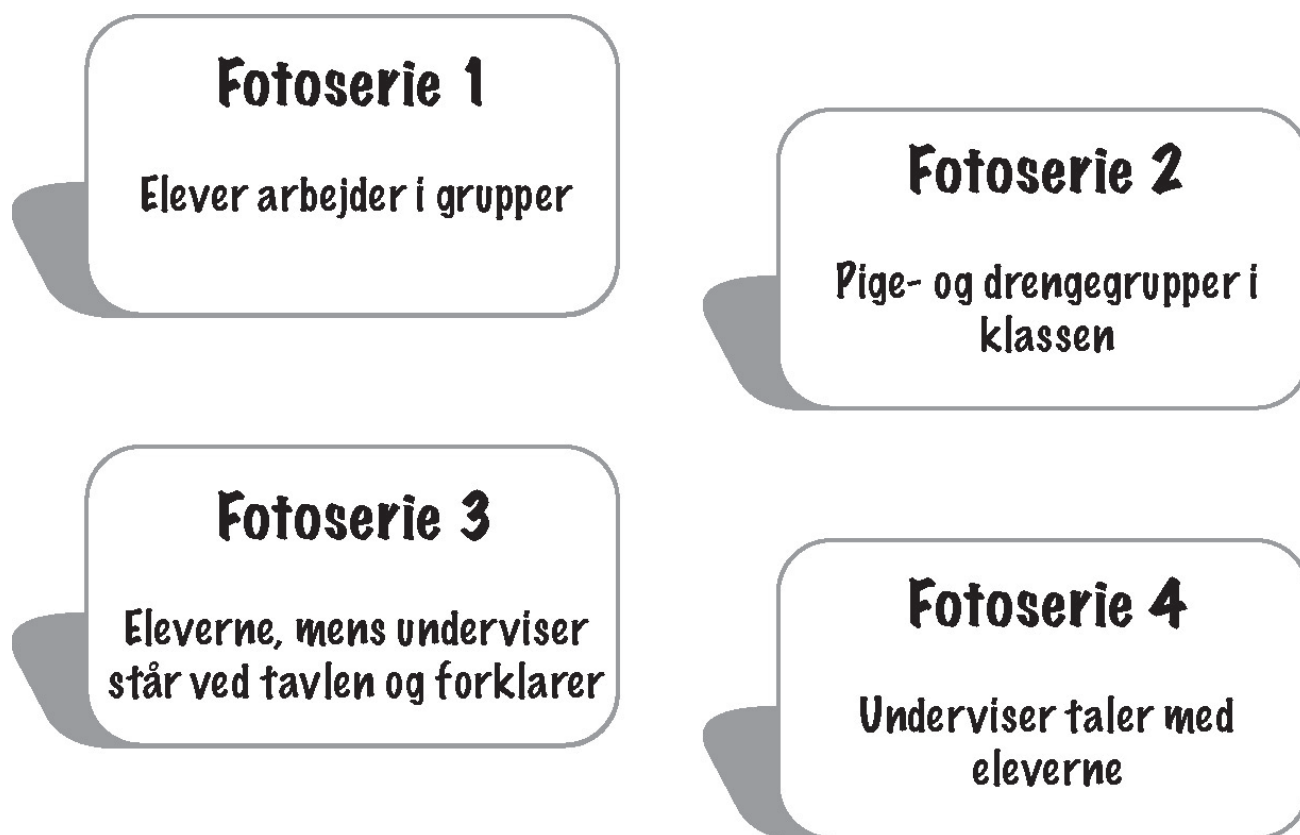 Fotoserie 1
Elever arbejder i grupper
Fotoserie 2
Pige- og drengegrupper i
klassen
Fotoserie 3
Eleverne, mens underviser
står ved tavlen og forklarer
Fotoserie 4
Underviser taler med
eleverne